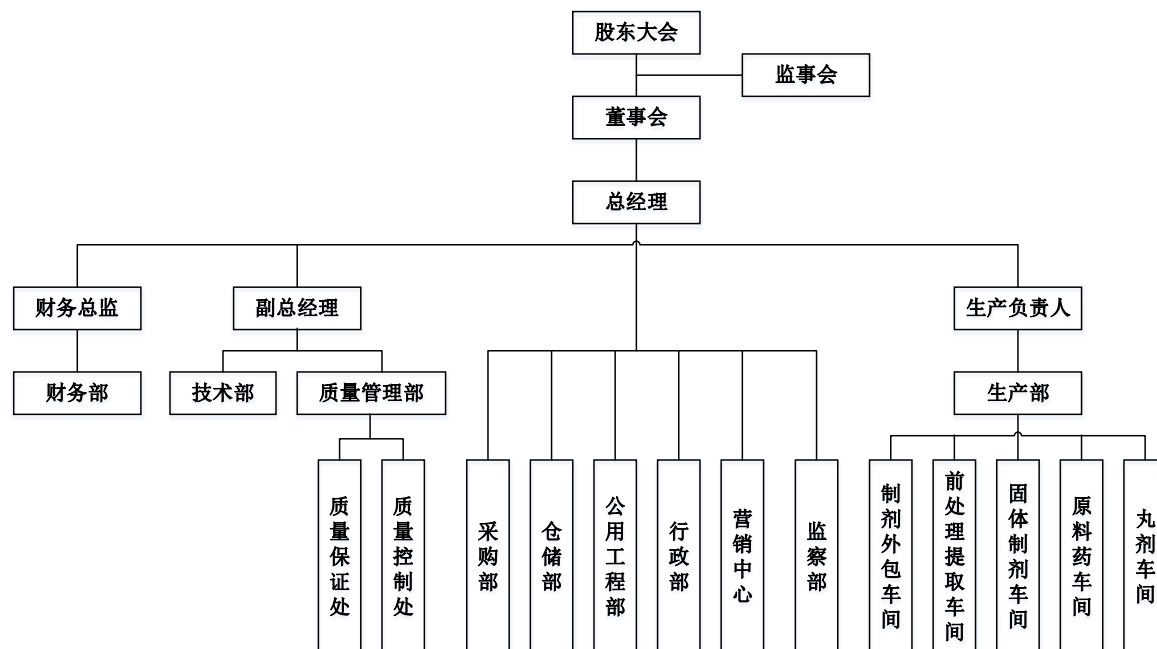 股东大会
监事会
董事会
总经理
财务总监
副总经理
生产负责人
财务部
技术部
质量管理部
生产部
质量保证处
质量控制处
采购部
仓储部
公用工程部
行政部
营销中心
监察部
制剂外包车间
前处理提取车间
固体制剂车间
原料药车间
丸剂车间